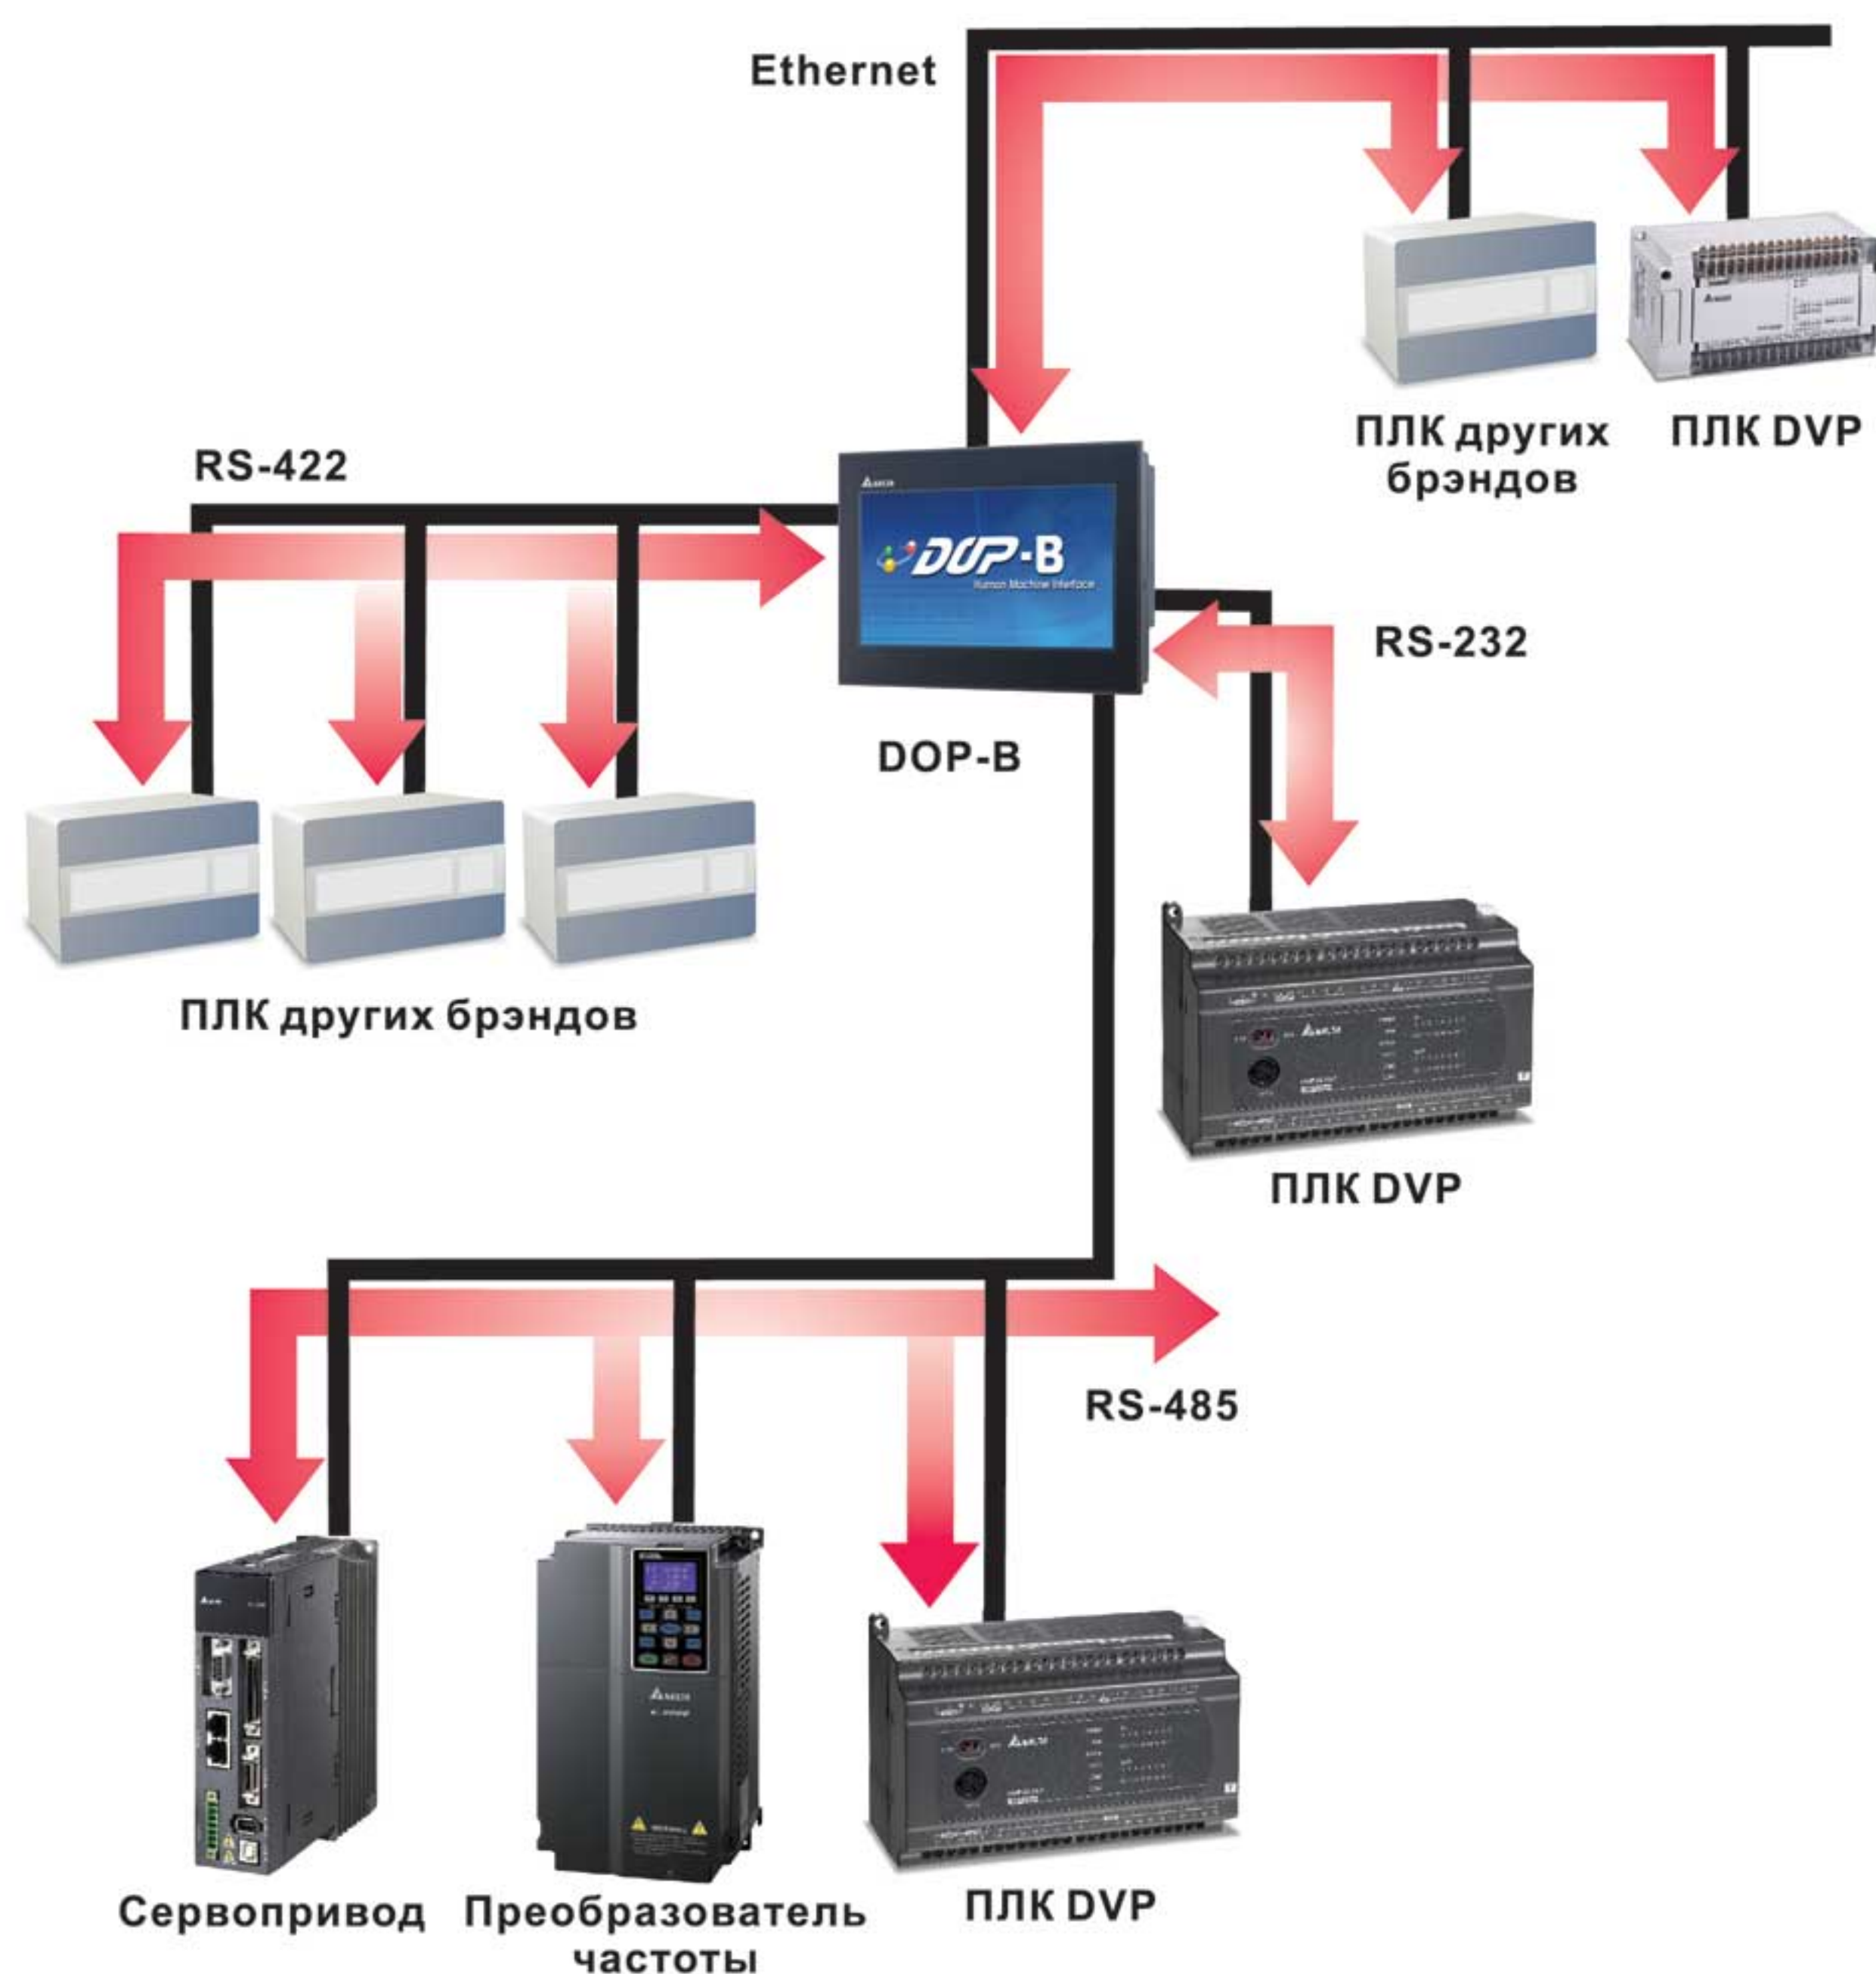 Ethernet
ПЛК других
брэндов
ПЛК DVP
RS-422
DOP-B
Human Machine Interface
RS-232
DOP-B
ПЛК других брэндов
ПЛК DVP
RS-485
Сервопривод
Преобразователь
частоты
ПЛК DVP